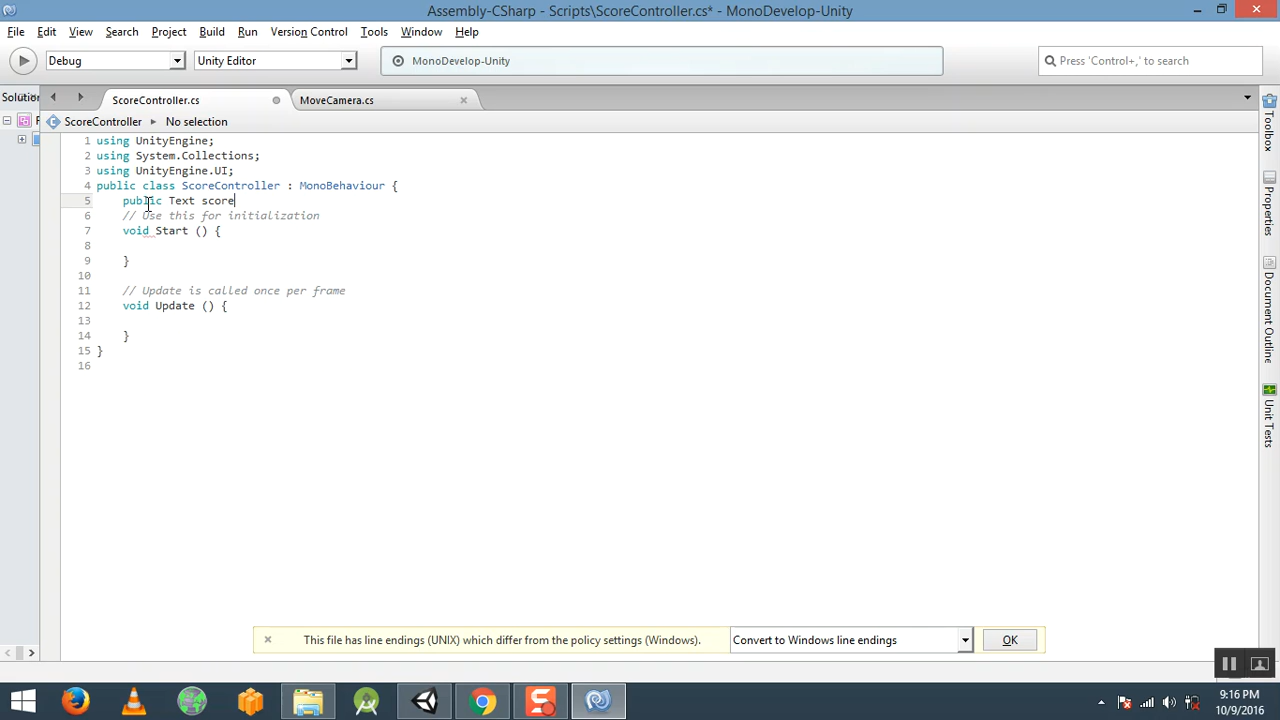 Assembly-CSharp - Scripts\ScoreController.cs* - MonoDevelop-Unity
File Edit View Search Project Build Run Version Control Tools Window Help
Debug Unity Editor MonoDevelop-Unity Press 'Control+,' to search
Solution ScoreController.cs MoveCamera.cs
ScoreController ▸ No selection
1 using UnityEngine;
2 using System.Collections;
3 using UnityEngine.UI;
4 public class ScoreController : MonoBehaviour {
5 public Text score
6 // Use this for initialization
7 void Start () {
8
9 }
10
11 // Update is called once per frame
12 void Update () {
13
14 }
15 }
16
Toolbox
Properties
Document Outline
Unit Tests
This file has line endings (UNIX) which differ from the policy settings (Windows). Convert to Windows line endings OK
9:16 PM
10/9/2016